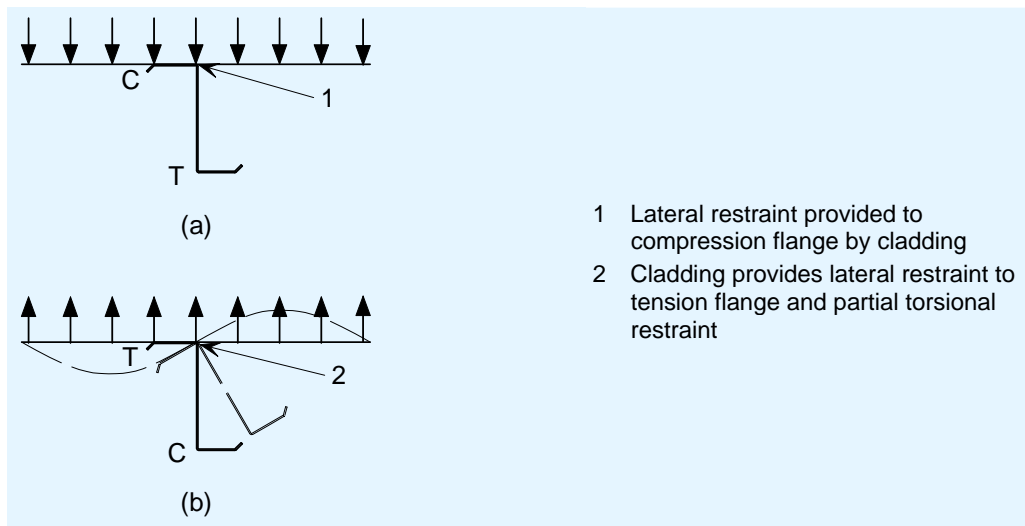 C
1
T
(a)
T
2
C
(b)
1 Lateral restraint provided to
compression flange by cladding
2 Cladding provides lateral restraint to
tension flange and partial torsional
restraint